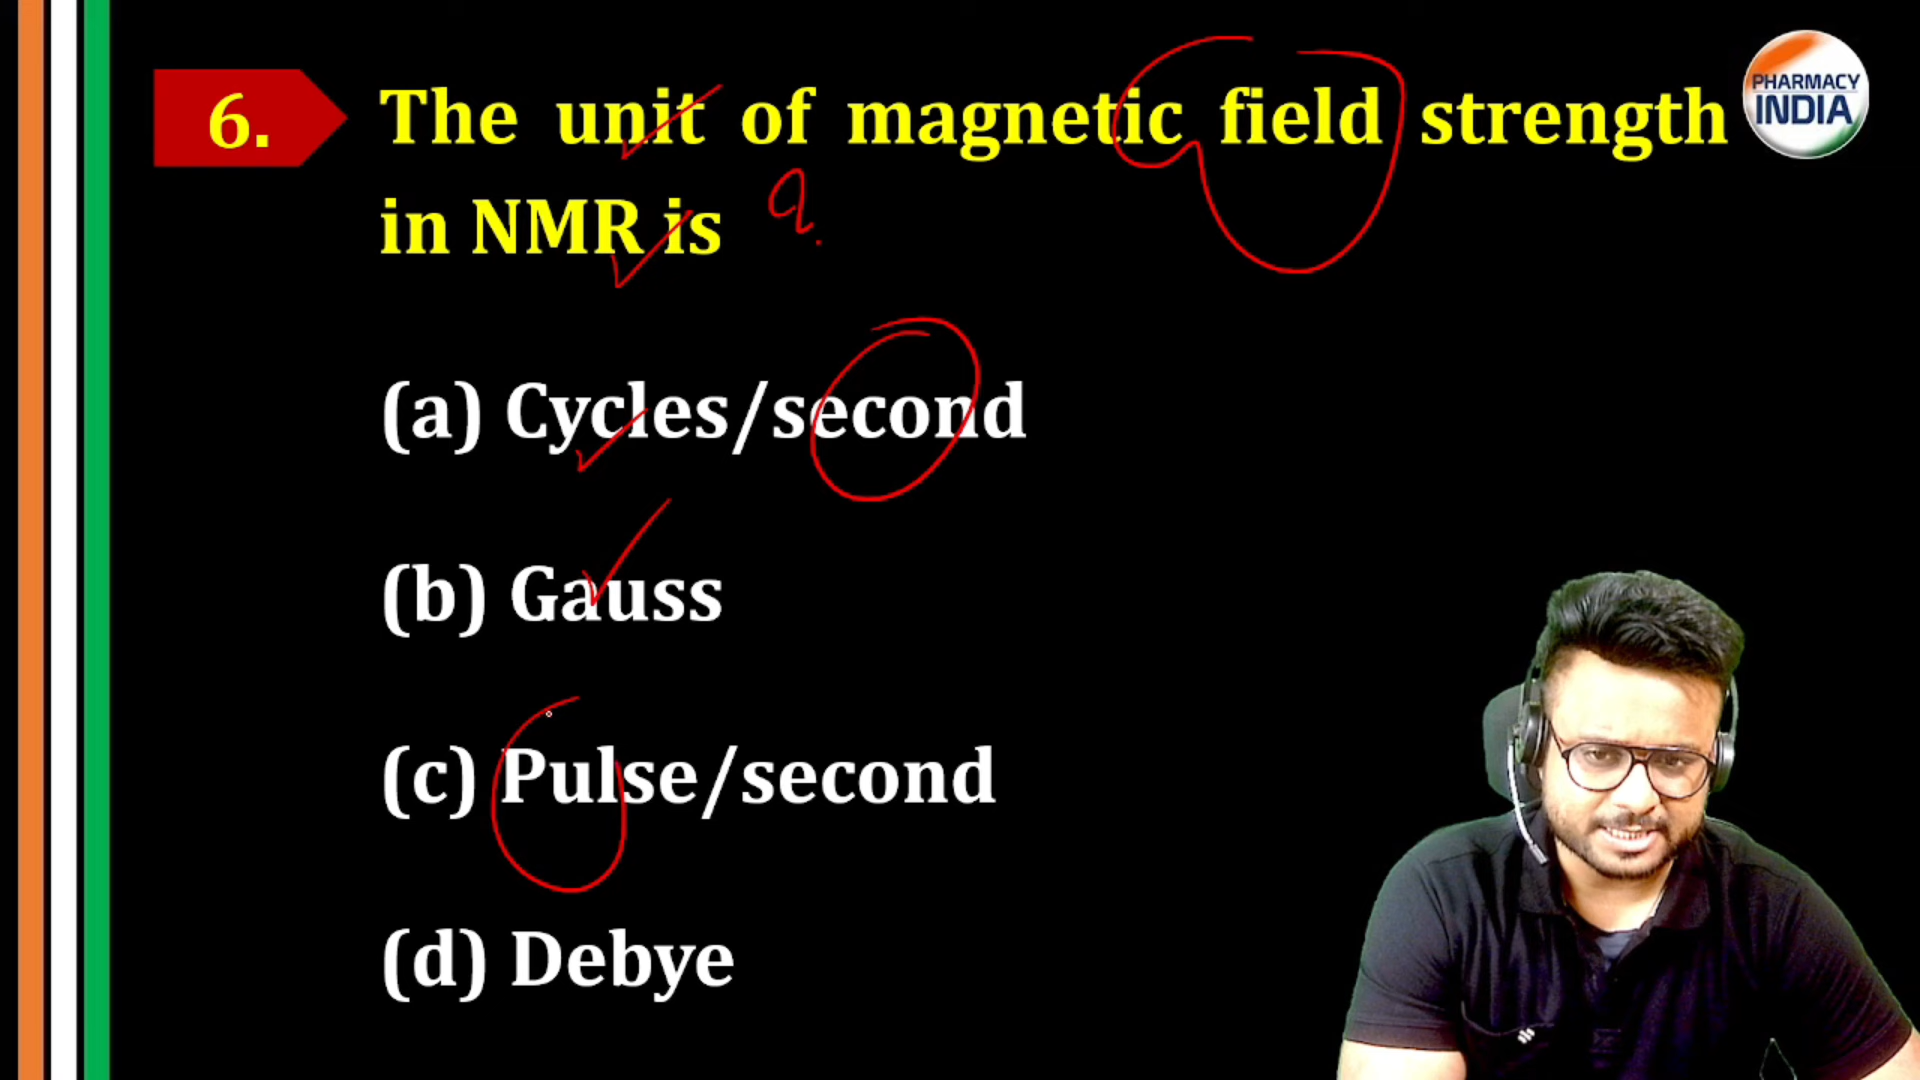 6. The unit of magnetic field strength
PHARMACY
INDIA
in NMR is
(a) Cycles/second
(b) Gauss
(c) Pulse/second
(d) Debye